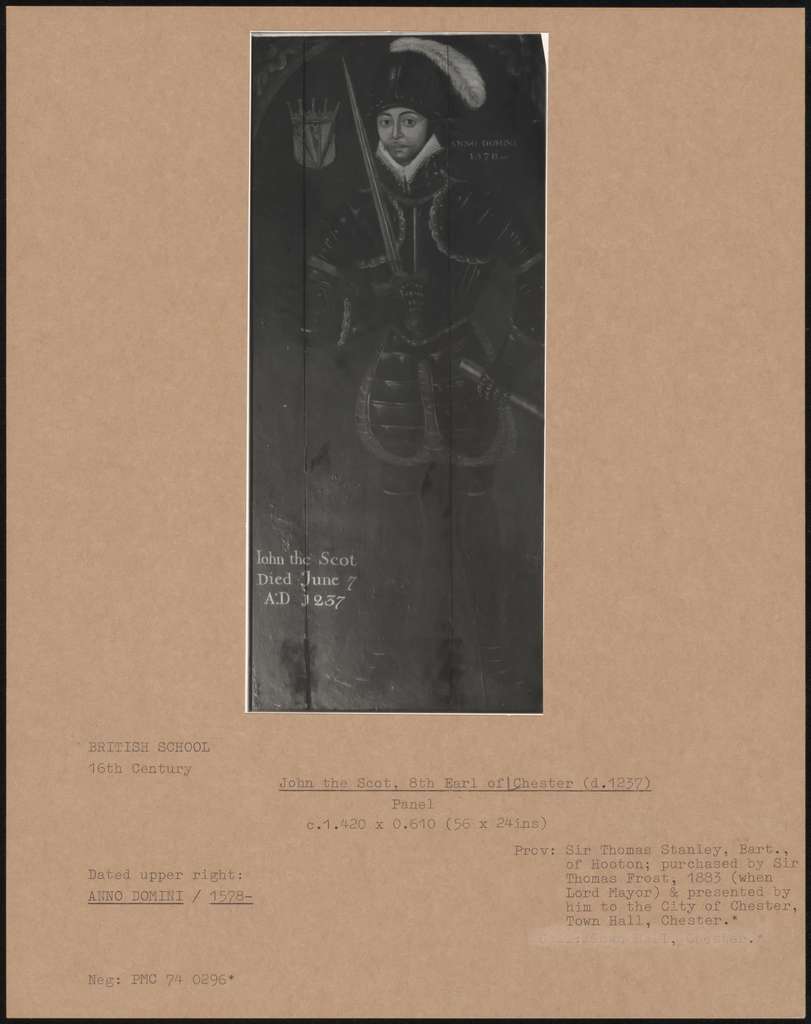 ANNO DOMINI
1578-
Iohn the Scot
Died June 7
A:D 1237
BRITISH SCHOOL
16th Century
John the Scot, 8th Earl of Chester (d.1237)
Panel
c.1.420 x 0.610 (56 x 24ins)
Prov: Sir Thomas Stanley, Bart.,
of Hooton; purchased by Sir
Thomas Frost, 1883 (when
Lord Mayor) & presented by
him to the City of Chester,
Town Hall, Chester.*
Town Hall, Chester.*
Dated upper right:
ANNO DOMINI / 1578-
Neg: PMC 74 0296*